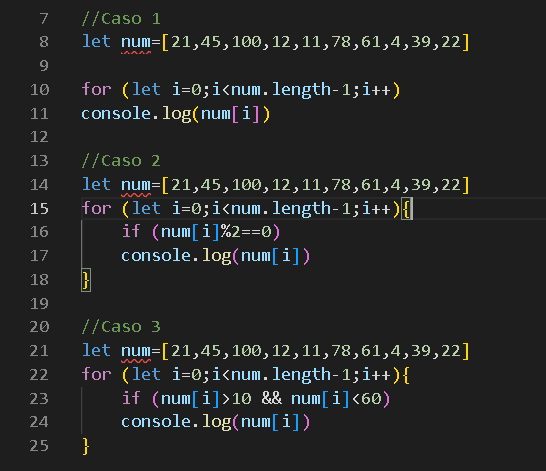 7 //Caso 1
8 let num=[21,45,100,12,11,78,61,4,39,22]
9
10 for (let i=0;i<num.length-1;i++)
11 console.log(num[i])
12
13 //Caso 2
14 let num=[21,45,100,12,11,78,61,4,39,22]
15 for (let i=0;i<num.length-1;i++){
16 if (num[i]%2==0)
17 console.log(num[i])
18 }
19
20 //Caso 3
21 let num=[21,45,100,12,11,78,61,4,39,22]
22 for (let i=0;i<num.length-1;i++){
23 if (num[i]>10 && num[i]<60)
24 console.log(num[i])
25 }